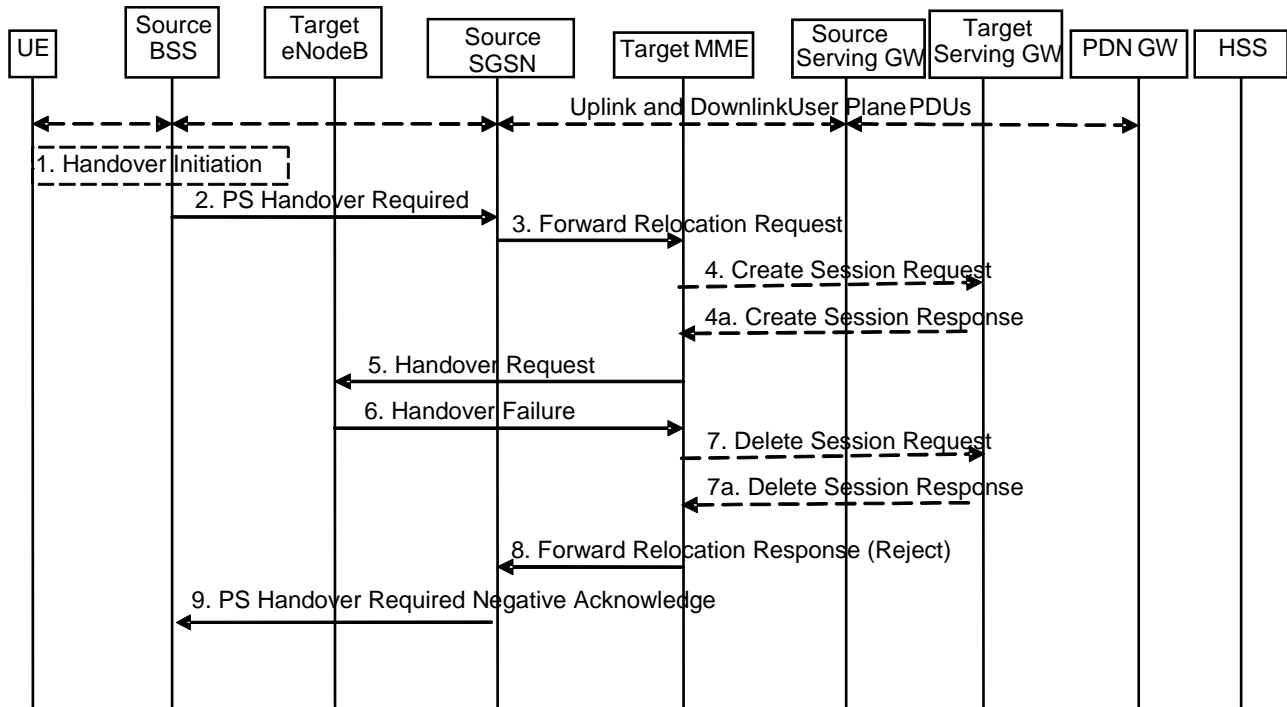 UE
Source
BSS
Target
eNodeB
Source
SGSN
Target MME
Source
Serving GW
Target
Serving GW
PDN GW
HSS
Uplink and Downlink User Plane PDUs
1. Handover Initiation
2. PS Handover Required
3. Forward Relocation Request
4. Create Session Request
4a. Create Session Response
5. Handover Request
6. Handover Failure
7. Delete Session Request
7a. Delete Session Response
8. Forward Relocation Response (Reject)
9. PS Handover Required Negative Acknowledge